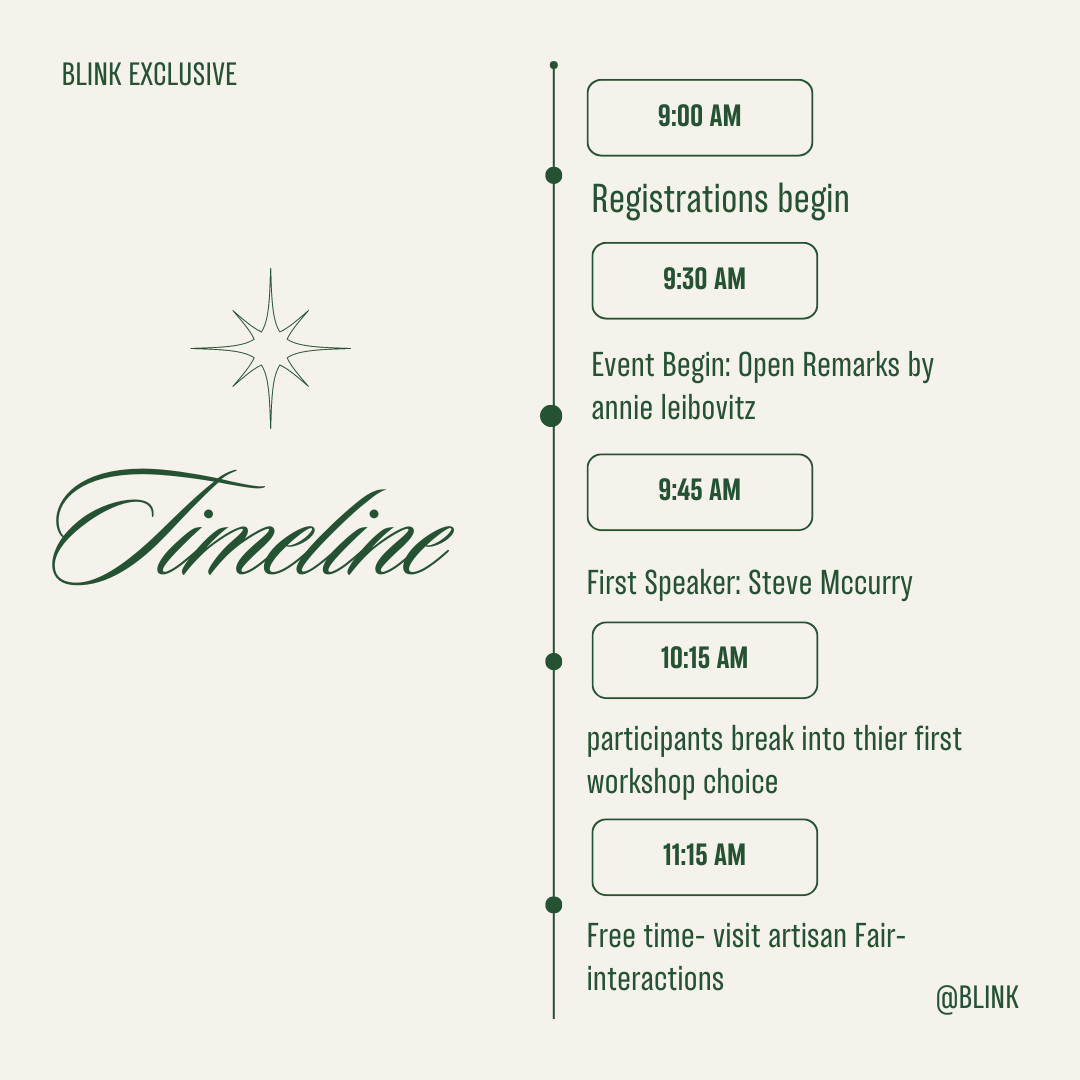 BLINK EXCLUSIVE
Timeline
9:00 AM
Registrations begin
9:30 AM
Event Begin: Open Remarks by
annie leibovitz
9:45 AM
First Speaker: Steve Mccurry
10:15 AM
participants break into thier first
workshop choice
11:15 AM
Free time- visit artisan Fair-
interactions
@BLINK